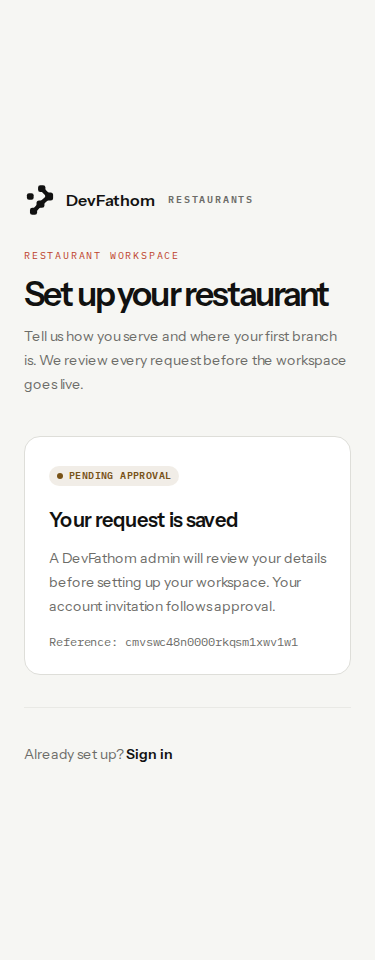 DevFathom RESTAURANTS
RESTAURANT WORKSPACE
Set up your restaurant
Tell us how you serve and where your first branch
is. We review every request before the workspace
goes live.
PENDING APPROVAL
Your request is saved
A DevFathom admin will review your details
before setting up your workspace. Your
account invitation follows approval.
Reference: cmvswc48n0000rkqsm1xwv1w1
Already set up? Sign in